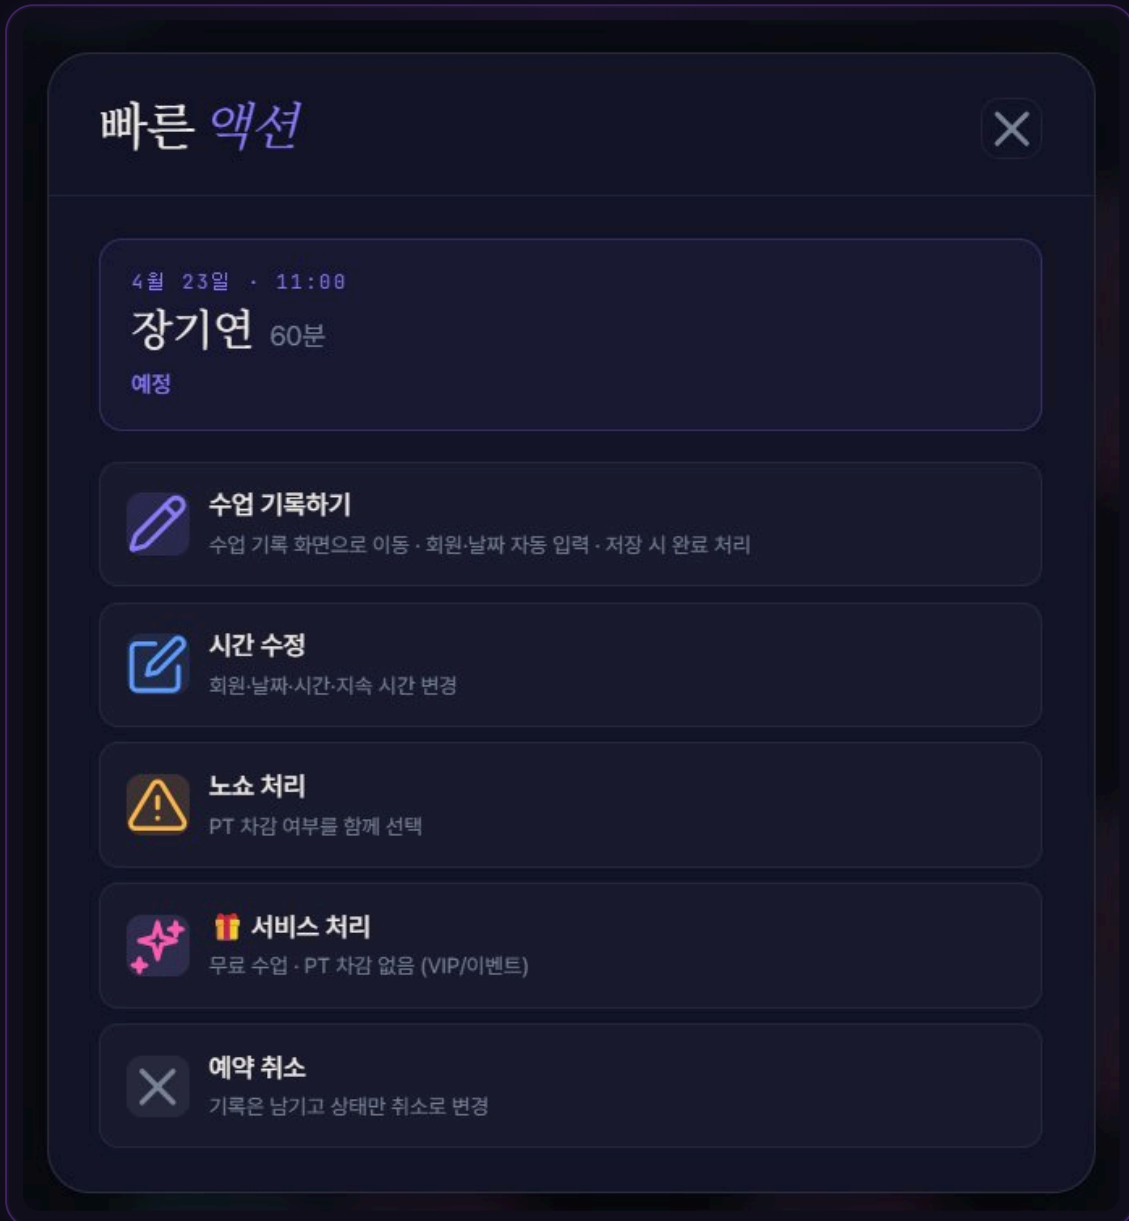 빠른 액션
4월 23일 · 11:00
장기연 60분
예정
수업 기록하기
수업 기록 화면으로 이동 · 회원·날짜 자동 입력 · 저장 시 완료 처리
시간 수정
회원·날짜·시간·지속 시간 변경
노쇼 처리
PT 차감 여부를 함께 선택
🎁 서비스 처리
무료 수업 · PT 차감 없음 (VIP/이벤트)
예약 취소
기록은 남기고 상태만 취소로 변경